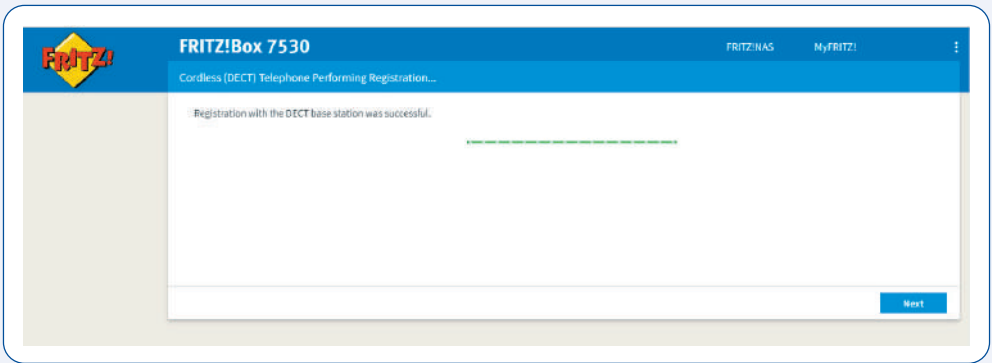 FRITZ!
FRITZ!Box 7530
FRITZ!NAS MyFRITZ!
Cordless (DECT) Telephone Performing Registration...
Registration with the DECT base station was successful.
Next